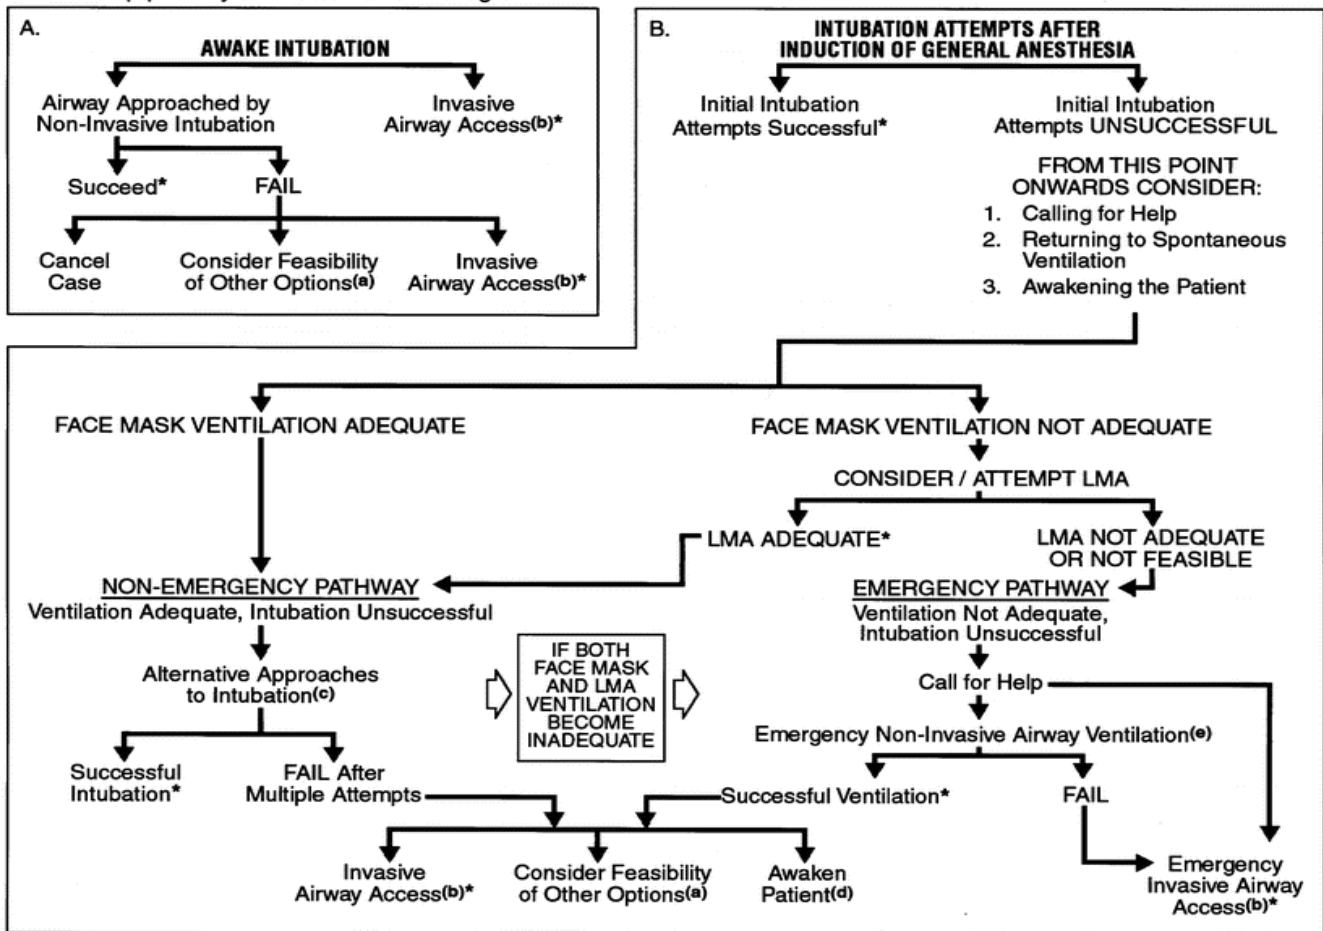 A.
AWAKE INTUBATION
Airway Approached by
Non-Invasive Intubation
Invasive
Airway Access(b)*
Succeed*
FAIL
Cancel
Case
Consider Feasibility
of Other Options(a)
Invasive
Airway Access(b)*
B.
INTUBATION ATTEMPTS AFTER
INDUCTION OF GENERAL ANESTHESIA
Initial Intubation
Attempts Successful*
Initial Intubation
Attempts UNSUCCESSFUL
FROM THIS POINT
ONWARDS CONSIDER:
1. Calling for Help
2. Returning to Spontaneous
Ventilation
3. Awakening the Patient
FACE MASK VENTILATION ADEQUATE
FACE MASK VENTILATION NOT ADEQUATE
CONSIDER / ATTEMPT LMA
LMA ADEQUATE*
LMA NOT ADEQUATE
OR NOT FEASIBLE
NON-EMERGENCY PATHWAY
Ventilation Adequate, Intubation Unsuccessful
EMERGENCY PATHWAY
Ventilation Not Adequate,
Intubation Unsuccessful
Alternative Approaches
to Intubation(c)
IF BOTH
FACE MASK
AND LMA
VENTILATION
BECOME
INADEQUATE
Call for Help
Emergency Non-Invasive Airway Ventilation(e)
Successful
Intubation*
FAIL After
Multiple Attempts
Successful Ventilation*
FAIL
Invasive
Airway Access(b)*
Consider Feasibility
of Other Options(a)
Awaken
Patient(d)
Emergency
Invasive Airway
Access(b)*